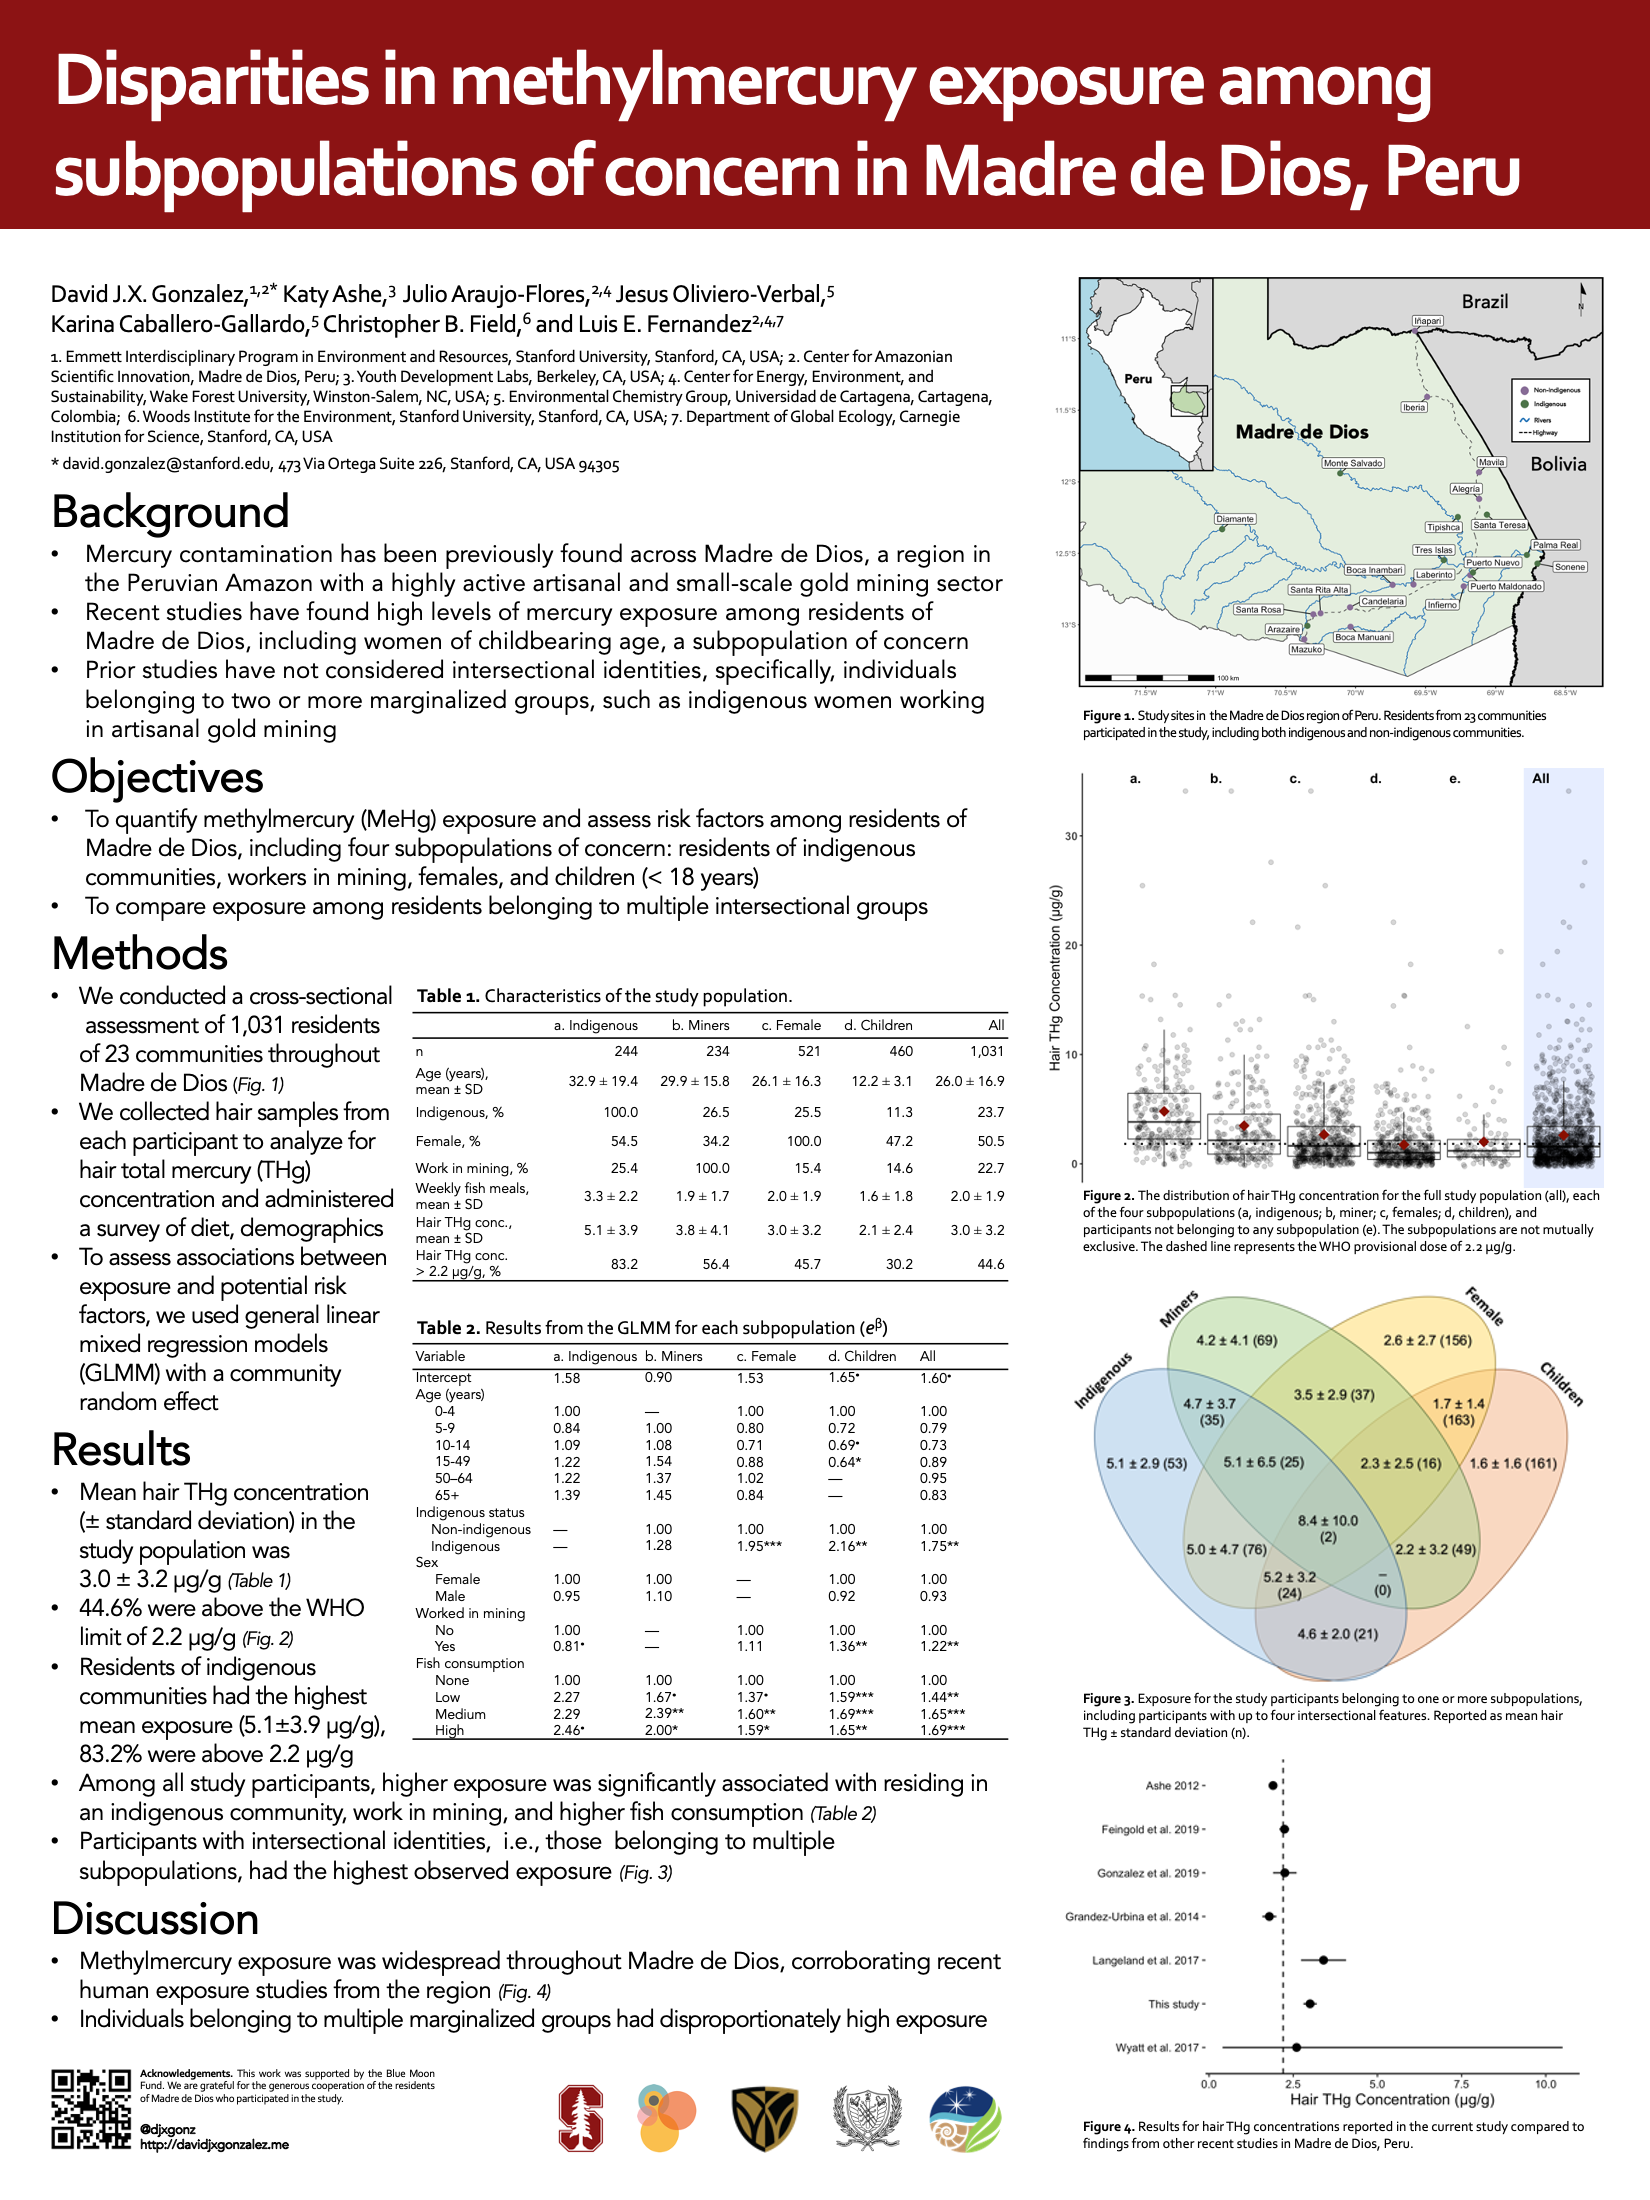 Disparities in methylmercury exposure among
subpopulations of concern in Madre de Dios, Peru
David J.X. Gonzalez,1,2* Katy Ashe,3 Julio Araujo-Flores,2,4 Jesus Oliviero-Verbal,5
Karina Caballero-Gallardo,5 Christopher B. Field,6 and Luis E. Fernandez2,4,7
1. Emmett Interdisciplinary Program in Environment and Resources, Stanford University, Stanford, CA, USA; 2. Center for Amazonian
Scientific Innovation, Madre de Dios, Peru; 3. Youth Development Labs, Berkeley, CA, USA; 4. Center for Energy, Environment, and
Sustainability, Wake Forest University, Winston-Salem, NC, USA; 5. Environmental Chemistry Group, Universidad de Cartagena, Cartagena,
Colombia; 6. Woods Institute for the Environment, Stanford University, Stanford, CA, USA; 7. Department of Global Ecology, Carnegie
Institution for Science, Stanford, CA, USA
* david.gonzalez@stanford.edu, 473 Via Ortega Suite 226, Stanford, CA, USA 94305
Background
• Mercury contamination has been previously found across Madre de Dios, a region in
the Peruvian Amazon with a highly active artisanal and small-scale gold mining sector
• Recent studies have found high levels of mercury exposure among residents of
Madre de Dios, including women of childbearing age, a subpopulation of concern
• Prior studies have not considered intersectional identities, specifically, individuals
belonging to two or more marginalized groups, such as indigenous women working
in artisanal gold mining
Objectives
• To quantify methylmercury (MeHg) exposure and assess risk factors among residents of
Madre de Dios, including four subpopulations of concern: residents of indigenous
communities, workers in mining, females, and children (< 18 years)
• To compare exposure among residents belonging to multiple intersectional groups
Methods
• We conducted a cross-sectional
assessment of 1,031 residents
of 23 communities throughout
Madre de Dios (Fig. 1)
• We collected hair samples from
each participant to analyze for
hair total mercury (THg)
concentration and administered
a survey of diet, demographics
• To assess associations between
exposure and potential risk
factors, we used general linear
mixed regression models
(GLMM) with a community
random effect
Table 1. Characteristics of the study population.
a. Indigenous b. Miners c. Female d. Children All
n 244 234 521 460 1,031
Age (years),
mean ± SD 32.9 ± 19.4 29.9 ± 15.8 26.1 ± 16.3 12.2 ± 3.1 26.0 ± 16.9
Indigenous, % 100.0 26.5 25.5 11.3 23.7
Female, % 54.5 34.2 100.0 47.2 50.5
Work in mining, % 25.4 100.0 15.4 14.6 22.7
Weekly fish meals,
mean ± SD 3.3 ± 2.2 1.9 ± 1.7 2.0 ± 1.9 1.6 ± 1.8 2.0 ± 1.9
Hair THg conc.,
mean ± SD 5.1 ± 3.9 3.8 ± 4.1 3.0 ± 3.2 2.1 ± 2.4 3.0 ± 3.2
Hair THg conc.
> 2.2 µg/g, % 83.2 56.4 45.7 30.2 44.6
Table 2. Results from the GLMM for each subpopulation (eβ)
Variable a. Indigenous b. Miners c. Female d. Children All
Intercept 1.58 0.90 1.53 1.65• 1.60•
Age (years)
0-4 1.00 — 1.00 1.00 1.00
5-9 0.84 1.00 0.80 0.72 0.79
10-14 1.09 1.08 0.71 0.69• 0.73
15-49 1.22 1.54 0.88 0.64* 0.89
50–64 1.22 1.37 1.02 — 0.95
65+ 1.39 1.45 0.84 — 0.83
Indigenous status
Non-indigenous — 1.00 1.00 1.00 1.00
Indigenous — 1.28 1.95*** 2.16** 1.75**
Sex
Female 1.00 1.00 — 1.00 1.00
Male 0.95 1.10 — 0.92 0.93
Worked in mining
No 1.00 — 1.00 1.00 1.00
Yes 0.81• — 1.11 1.36** 1.22**
Fish consumption
None 1.00 1.00 1.00 1.00 1.00
Low 2.27 1.67• 1.37• 1.59*** 1.44**
Medium 2.29 2.39** 1.60** 1.69*** 1.65***
High 2.46• 2.00* 1.59* 1.65** 1.69***
Results
• Mean hair THg concentration
(± standard deviation) in the
study population was
3.0 ± 3.2 µg/g (Table 1)
• 44.6% were above the WHO
limit of 2.2 µg/g (Fig. 2)
• Residents of indigenous
communities had the highest
mean exposure (5.1±3.9 µg/g),
83.2% were above 2.2 µg/g
• Among all study participants, higher exposure was significantly associated with residing in
an indigenous community, work in mining, and higher fish consumption (Table 2)
• Participants with intersectional identities, i.e., those belonging to multiple
subpopulations, had the highest observed exposure (Fig. 3)
Discussion
• Methylmercury exposure was widespread throughout Madre de Dios, corroborating recent
human exposure studies from the region (Fig. 4)
• Individuals belonging to multiple marginalized groups had disproportionately high exposure
Acknowledgements. This work was supported by the Blue Moon
Fund. We are grateful for the generous cooperation of the residents
of Madre de Dios who participated in the study.
@djxgonz
http://davidjxgonzalez.me
Brazil
N
Iñapari
11°S
Peru
Non-Indigenous
Indigenous
Rivers
Highway
Iberia
11.5°S
Madre de Dios
Bolivia
Monte Salvado
Mavila
12°S
Alegría
Diamante
Tipishca
Santa Teresa
12.5°S
Tres Islas
Palma Real
Puerto Nuevo
Sonene
Boca Inambari
Laberinto
Puerto Maldonado
Santa Rita Alta
Candelaria
Infierno
Santa Rosa
13°S
Arazaire
Boca Manuani
Mazuko
100 km
71.5°W 71°W 70.5°W 70°W 69.5°W 69°W 68.5°W
Figure 1. Study sites in the Madre de Dios region of Peru. Residents from 23 communities
participated in the study, including both indigenous and non-indigenous communities.
a. b. c. d. e. All
Hair THg Concentration (µg/g)
30
20
10
0
Figure 2. The distribution of hair THg concentration for the full study population (all), each
of the four subpopulations (a, indigenous; b, miner; c, females; d, children), and
participants not belonging to any subpopulation (e). The subpopulations are not mutually
exclusive. The dashed line represents the WHO provisional dose of 2.2 µg/g.
Miners
Female
Indigenous
Children
4.2 ± 4.1 (69)
2.6 ± 2.7 (156)
3.5 ± 2.9 (37)
4.7 ± 3.7
(35)
1.7 ± 1.4
(163)
5.1 ± 2.9 (53)
5.1 ± 6.5 (25)
2.3 ± 2.5 (16)
1.6 ± 1.6 (161)
8.4 ± 10.0
(2)
5.0 ± 4.7 (76)
2.2 ± 3.2 (49)
5.2 ± 3.2
(24)
–
(0)
4.6 ± 2.0 (21)
Figure 3. Exposure for the study participants belonging to one or more subpopulations,
including participants with up to four intersectional features. Reported as mean hair
THg ± standard deviation (n).
Ashe 2012
Feingold et al. 2019
Gonzalez et al. 2019
Grandez-Urbina et al. 2014
Langeland et al. 2017
This study
Wyatt et al. 2017
0.0 2.5 5.0 7.5 10.0
Hair THg Concentration (µg/g)
Figure 4. Results for hair THg concentrations reported in the current study compared to
findings from other recent studies in Madre de Dios, Peru.